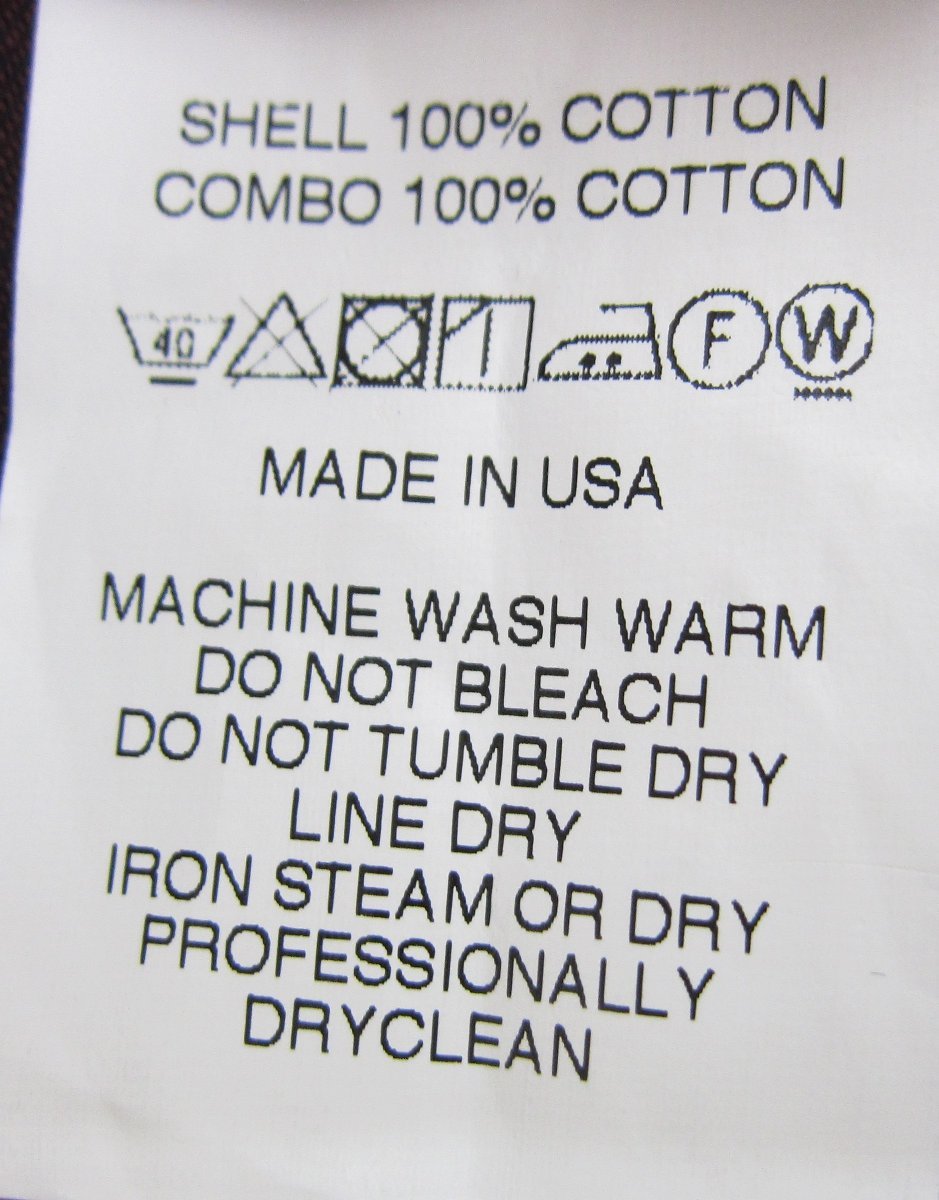 SHELL 100% COTTON
COMBO 100% COTTON
40 F W
MADE IN USA
MACHINE WASH WARM
DO NOT BLEACH
DO NOT TUMBLE DRY
LINE DRY
IRON STEAM OR DRY
PROFESSIONALLY
DRYCLEAN